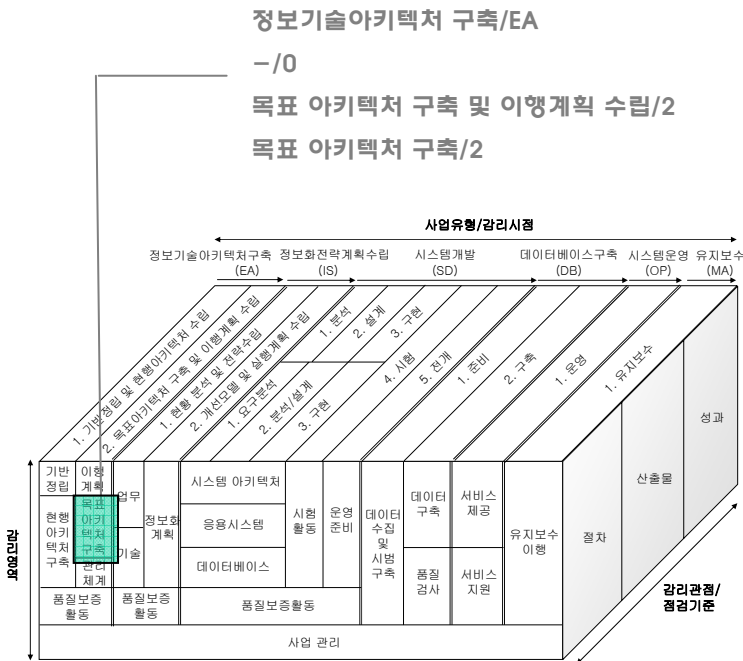 정보기술아키텍처 구축/EA
–/0
목표 아키텍처 구축 및 이행계획 수립/2
목표 아키텍처 구축/2
사업유형/감리시점
정보기술아키텍처구축
(EA)
정보화전략계획수립
(IS)
시스템개발
(SD)
데이터베이스구축
(DB)
시스템운영
(OP)
유지보수
(MA)
1. 기반정립 및 현행아키텍처 수립
2. 목표아키텍처 구축 및 이행계획 수립
1. 현황 분석 및 전략수립
2. 개선모델 및 실행계획 수립
1. 분석
2. 설계
3. 구현
1. 요구분석
2. 분석/설계
3. 구현
4. 시험
5. 전개
1. 준비
2. 구축
1. 운영
1. 유지보수
감리영역
기반
정립
이행
계획
현행
아키
텍처
구축
목표
아키
텍처
구축
관리
체계
업무
기술
정보화
계획
시스템 아키텍처
응용시스템
데이터베이스
시험
활동
운영
준비
데이터
수집
및
시범
구축
데이터
구축
품질
검사
서비스
제공
서비스
지원
유지보수
이행
품질보증
활동
품질보증
활동
품질보증활동
사업 관리
절차
산출물
성과
감리관점/
점검기준